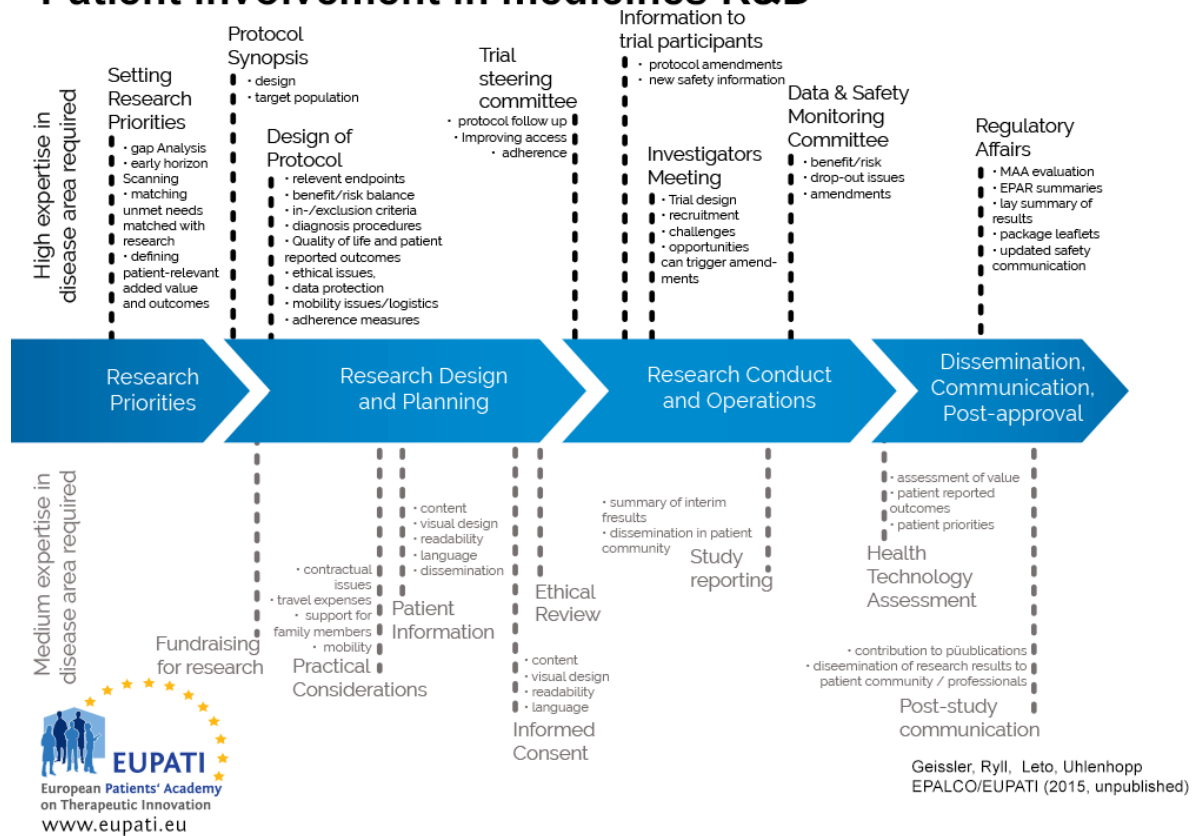 Patient involvement in medicines R&D
High expertise in
disease area required
Setting
Research
Priorities
• gap Analysis
• early horizon
Scanning
• matching
unmet needs
matched with
research
• defining
patient-relevant
added value
and outcomes
Protocol
Synopsis
• design
• target population
Design of
Protocol
• relevent endpoints
• benefit/risk balance
• in-/exclusion criteria
• diagnosis procedures
• Quality of life and patient
reported outcomes
• ethical issues,
• data protection
• mobility issues/logistics
• adherence measures
Trial
steering
committee
• protocol follow up
• Improving access
• adherence
Information to
trial participants
• protocol amendments
• new safety information
Investigators
Meeting
• Trial design
• recruitment
• challenges
• opportunities
can trigger amend-
ments
Data & Safety
Monitoring
Committee
• benefit/risk
• drop-out issues
• amendments
Regulatory
Affairs
• MAA evaluation
• EPAR summaries
• lay summary of
results
• package leaflets
• updated safety
communication
Research
Priorities
Research Design
and Planning
Research Conduct
and Operations
Dissemination,
Communication,
Post-approval
Medium expertise in
disease area required
Fundraising
for research
• contractual
issues
• travel expenses
• support for
family members
• mobility
Practical
Considerations
• content
• visual design
• readability
• language
• dissemination
Patient
Information
Ethical
Review
• content
• visual design
• readability
• language
Informed
Consent
• summary of interim
fresults
• dissemination in patient
community
Study
reporting
• assessment of value
• patient reported
outcomes
• patient priorities
Health
Technology
Assessment
• contribution to püublications
• diseemination of research results to
patient community / professionals
Post-study
communication
EUPATI
European Patients' Academy
on Therapeutic Innovation
www.eupati.eu
Geissler, Ryll, Leto, Uhlenhopp
EPALCO/EUPATI (2015, unpublished)